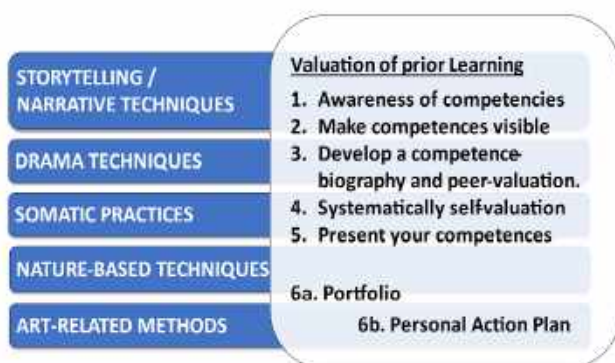 STORYTELLING /
NARRATIVE TECHNIQUES
DRAMA TECHNIQUES
SOMATIC PRACTICES
NATURE-BASED TECHNIQUES
ART-RELATED METHODS
Valuation of prior Learning
1. Awareness of competencies
2. Make competences visible
3. Develop a competence-
biography and peer-valuation.
4. Systematically self-valuation
5. Present your competences
6a. Portfolio
6b. Personal Action Plan